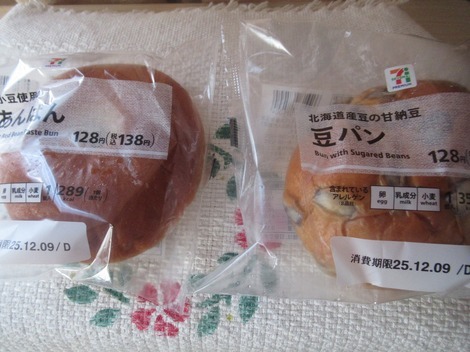 小豆使用
あんぱん
Bun
128円(税込138円)
卵
egg
乳成分
milk
小麦
wheat
289
消費期限25.12.09/D
北海道産豆の甘納豆
豆パン
Bun with Sugared Beans
128
含まれている
アレルゲン
卵
egg
乳成分
milk
小麦
wheat
消費期限25.12.09 /D